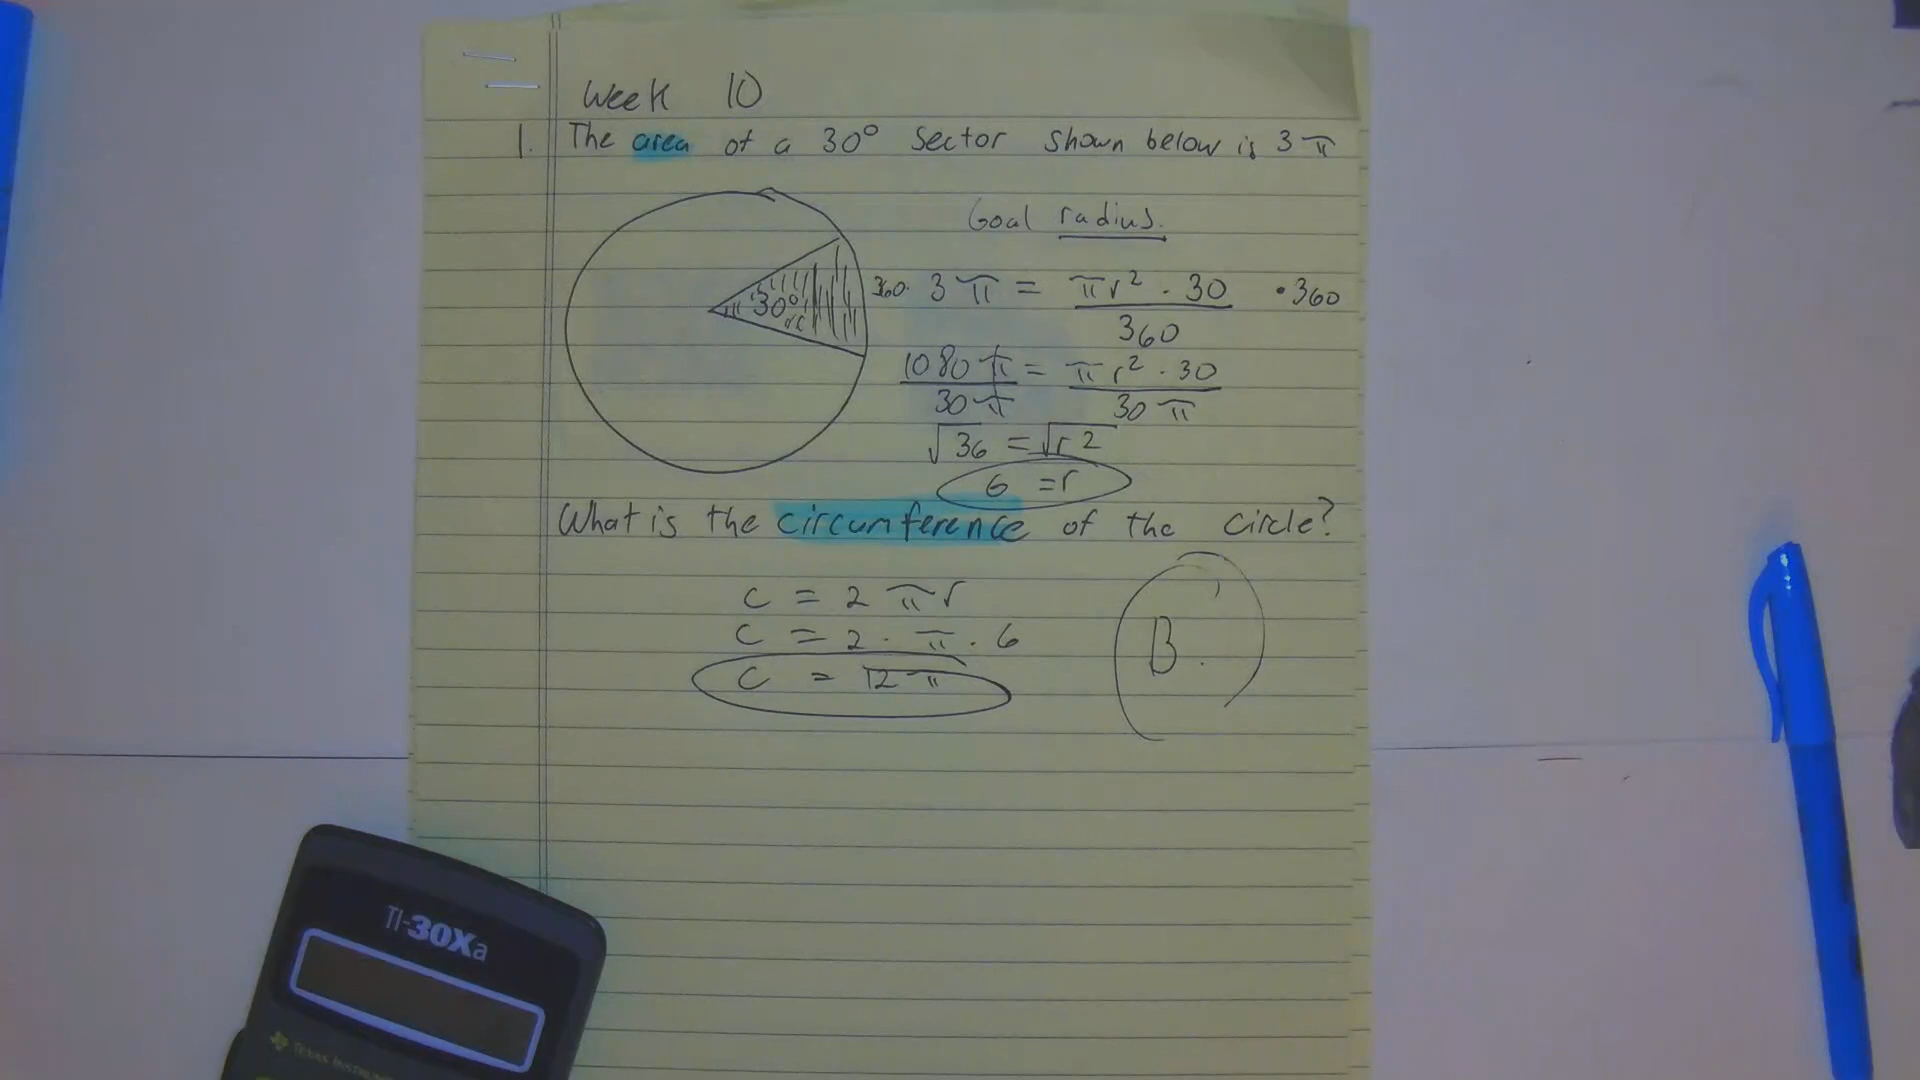 Week 10
1. The area of a 30° sector shown below is 3π
Goal radius.
30°
360· 3π = πr² · 30 ·360
360
1080π = πr² · 30
30π 30π
√36 = √r²
6 = r
What is the circumference of the circle?
C = 2πr
C = 2 · π · 6
C = 12π
B.
TI-30Xa
TEXAS INSTRUM